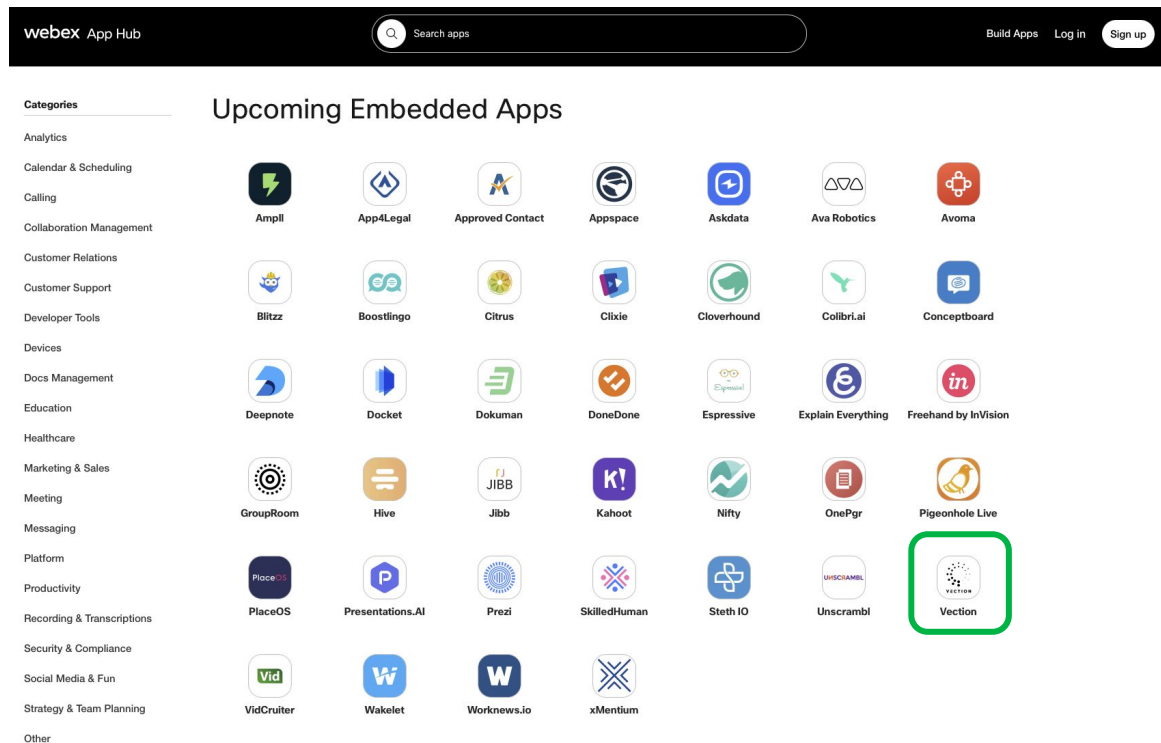 webex App Hub
Search apps
Build Apps Log in Sign up
Categories
Analytics
Calendar & Scheduling
Calling
Collaboration Management
Customer Relations
Customer Support
Developer Tools
Devices
Docs Management
Education
Healthcare
Marketing & Sales
Meeting
Messaging
Platform
Productivity
Recording & Transcriptions
Security & Compliance
Social Media & Fun
Strategy & Team Planning
Other
Upcoming Embedded Apps
Ampll App4Legal Approved Contact Appspace Askdata Ava Robotics Avoma
Blitzz Boostlingo Citrus Clixie Cloverhound Colibri.ai Conceptboard
Espressive!
in
Deepnote Docket Dokuman DoneDone Espressive Explain Everything Freehand by InVision
JIBB
K!
GroupRoom Hive Jibb Kahoot Nifty OnePgr Pigeonhole Live
PlaceOS
P
UNSCRAMBL
VECTION
PlaceOS Presentations.AI Prezi SkilledHuman Steth IO Unscrambl Vection
Vid
W
W
VidCruiter Wakelet Worknews.io xMentium